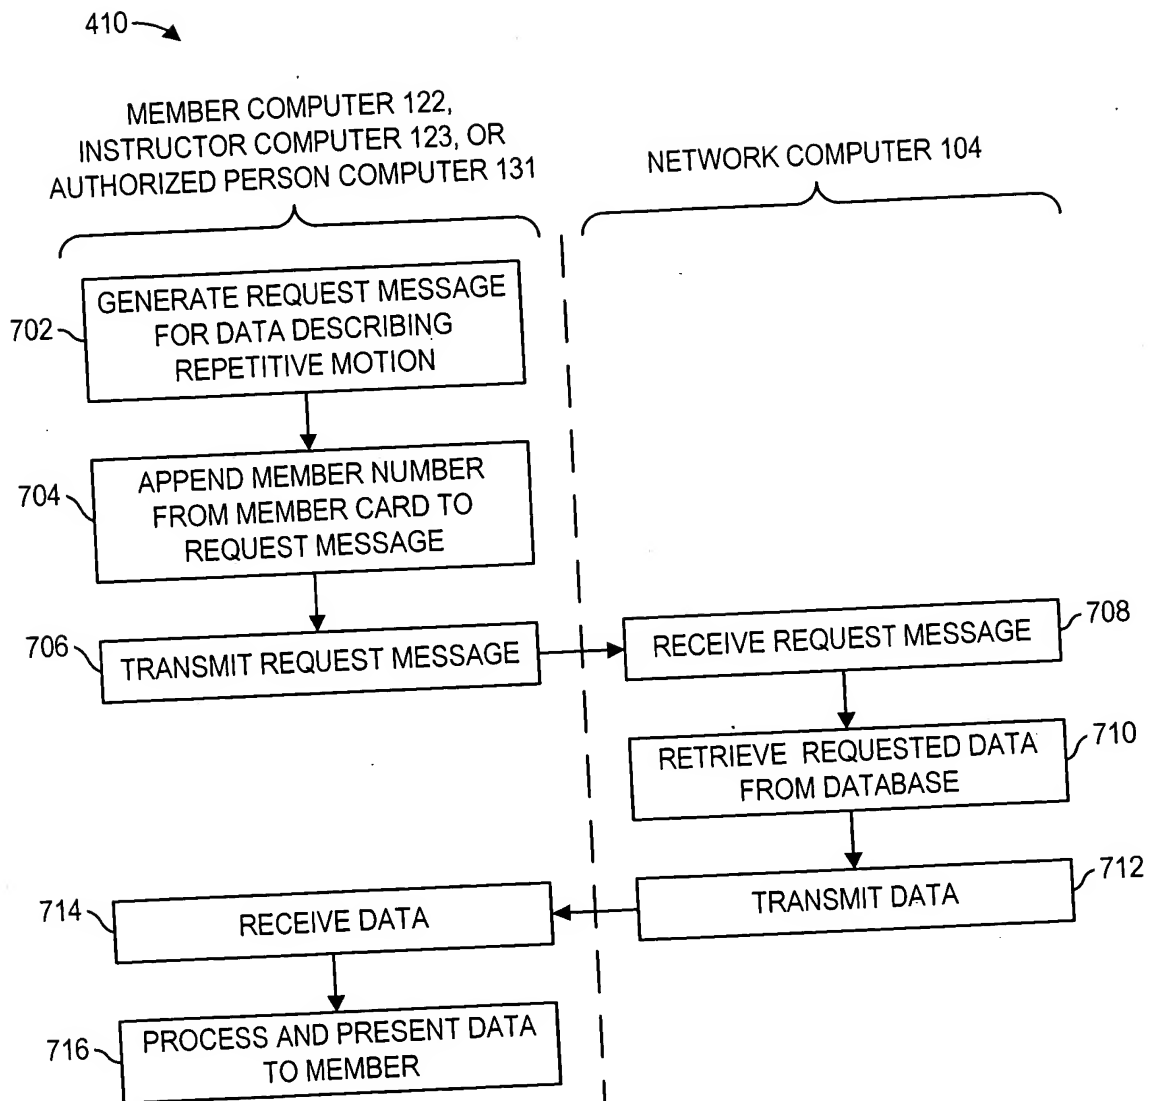 410
MEMBER COMPUTER 122,
INSTRUCTOR COMPUTER 123, OR
AUTHORIZED PERSON COMPUTER 131
NETWORK COMPUTER 104
702
GENERATE REQUEST MESSAGE
FOR DATA DESCRIBING
REPETITIVE MOTION
704
APPEND MEMBER NUMBER
FROM MEMBER CARD TO
REQUEST MESSAGE
706
TRANSMIT REQUEST MESSAGE
RECEIVE REQUEST MESSAGE
708
RETRIEVE REQUESTED DATA
FROM DATABASE
710
TRANSMIT DATA
712
714
RECEIVE DATA
716
PROCESS AND PRESENT DATA
TO MEMBER